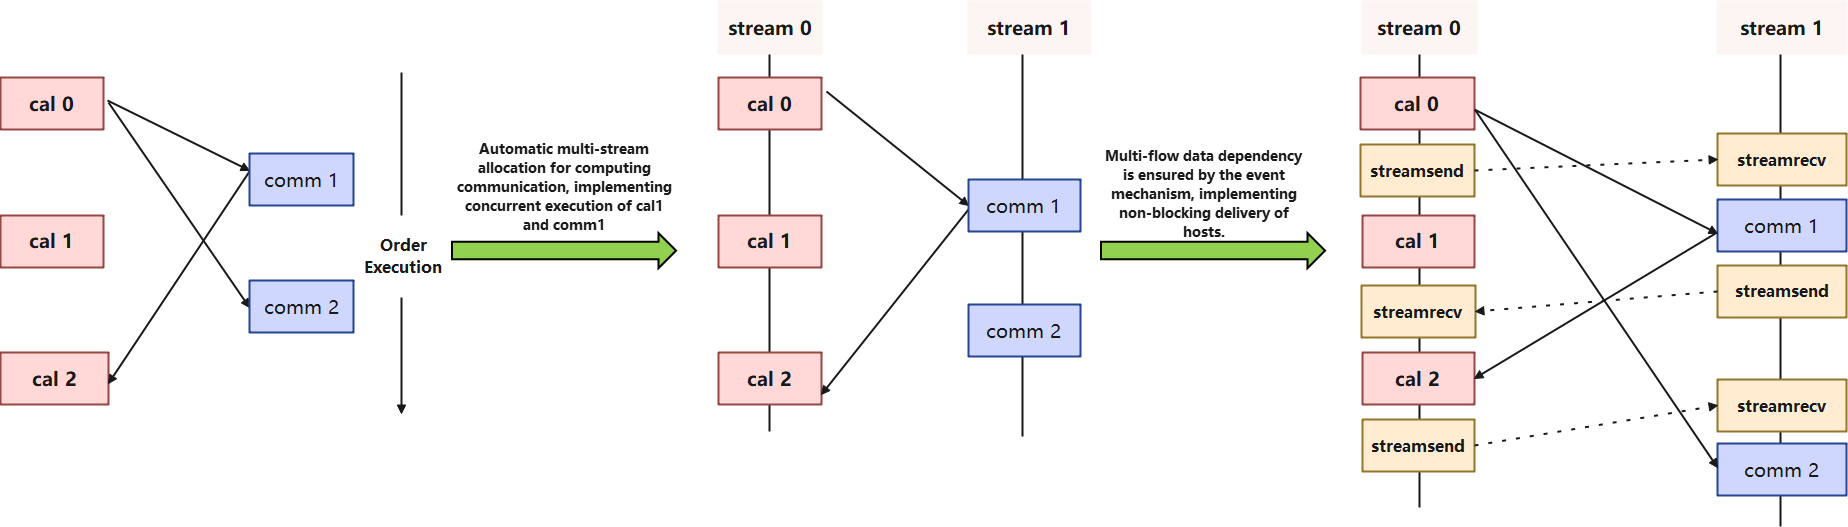 cal 0
comm 1
cal 1
comm 2
cal 2
Order
Execution
Automatic multi-stream
allocation for computing
communication, implementing
concurrent execution of cal1
and comm1
stream 0
stream 1
cal 0
comm 1
cal 1
comm 2
cal 2
Multi-flow data dependency
is ensured by the event
mechanism, implementing
non-blocking delivery of
hosts.
stream 0
stream 1
cal 0
streamsend
streamrecv
comm 1
cal 1
streamsend
streamrecv
cal 2
streamrecv
streamsend
comm 2